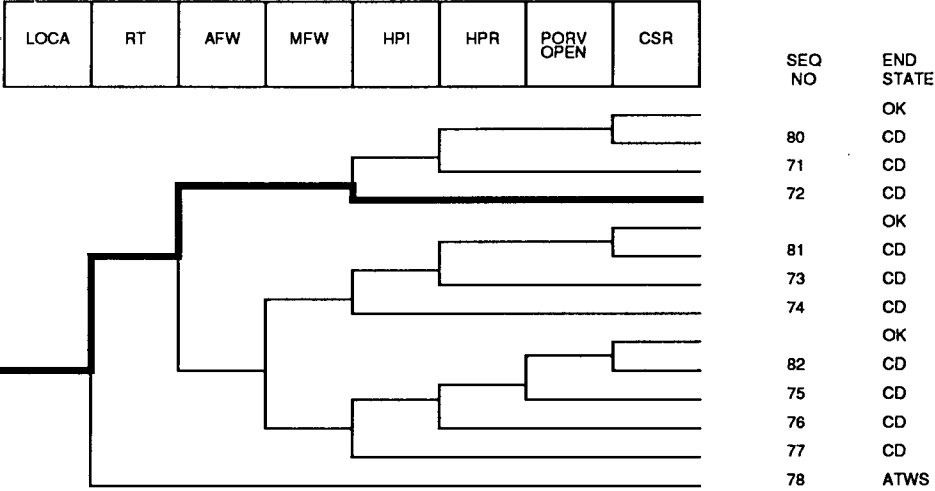 LOCA RT AFW MFW HPI HPR PORV OPEN CSR
SEQ NO END STATE
OK
80 CD
71 CD
72 CD
OK
81 CD
73 CD
74 CD
OK
82 CD
75 CD
76 CD
77 CD
78 ATWS